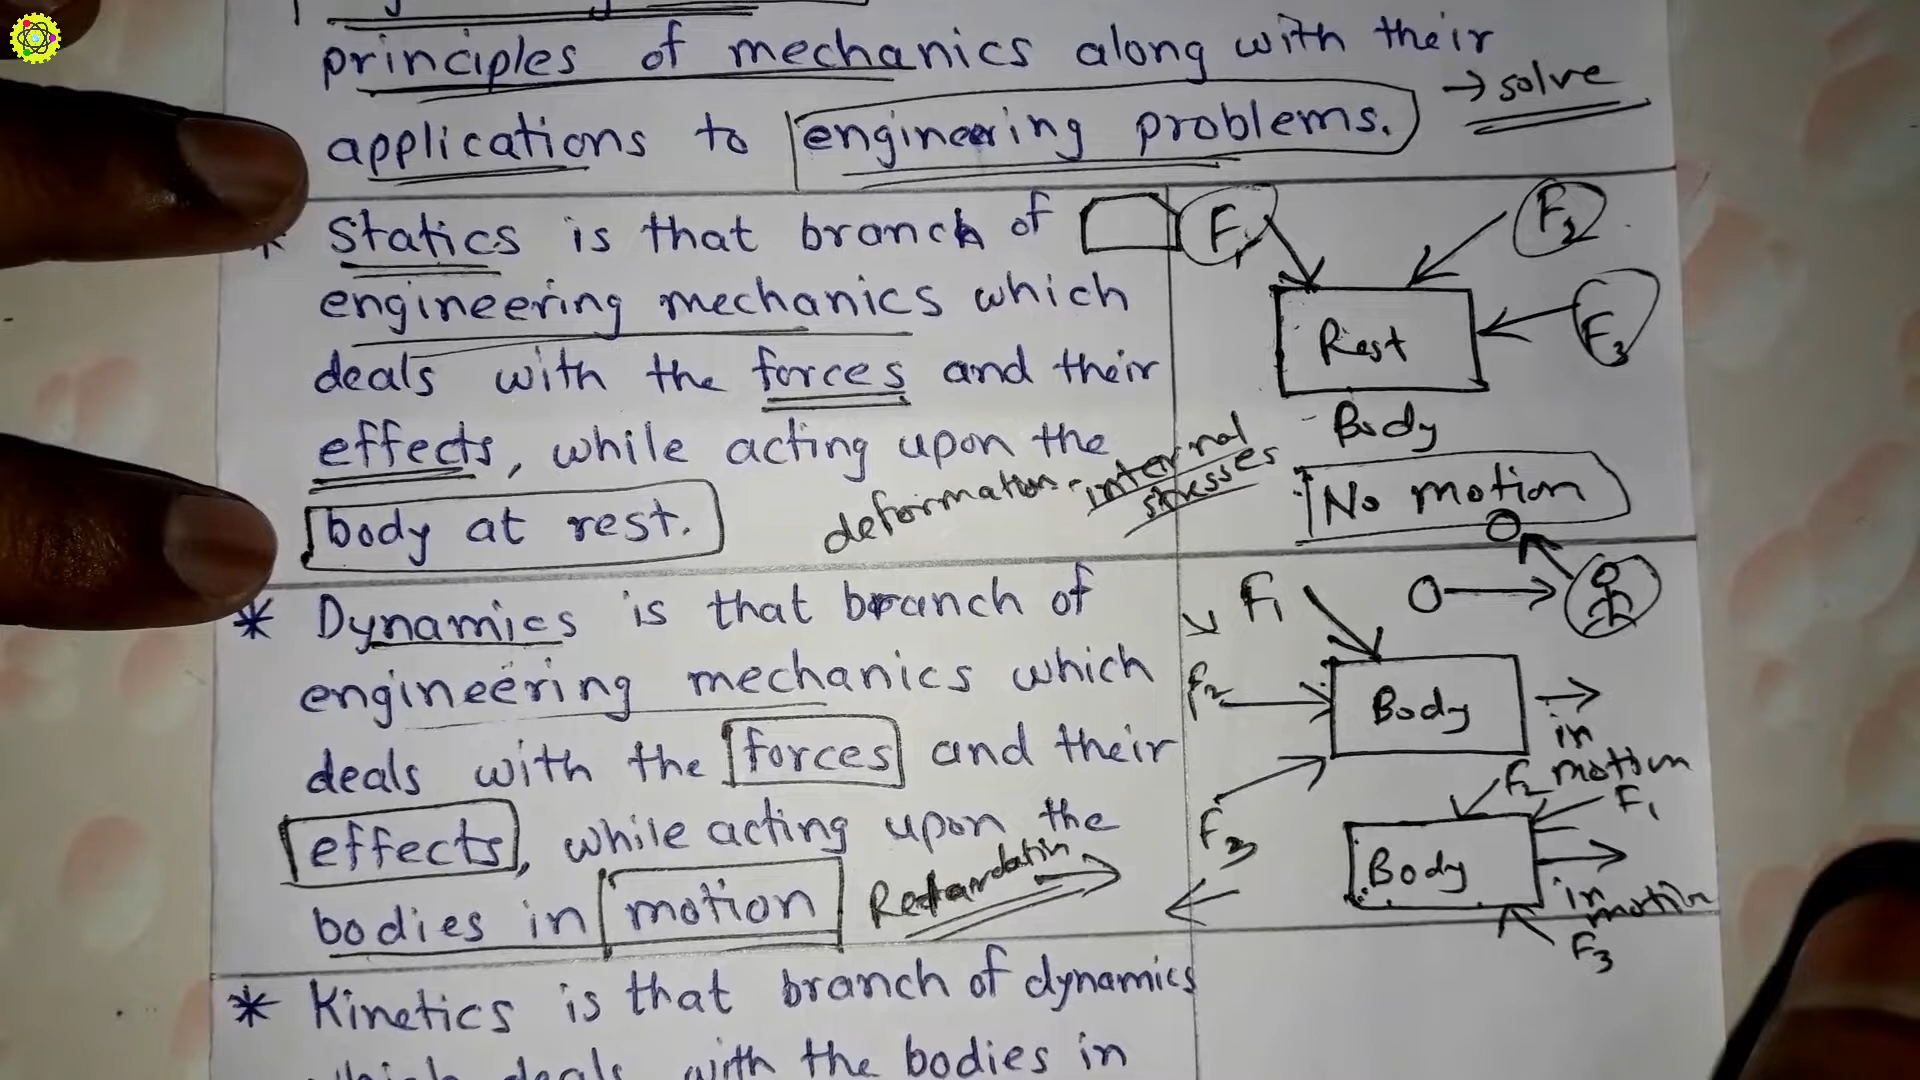 principles of mechanics along with their
→ solve
applications to engineering problems.
* Statics is that branch of
engineering mechanics which
deals with the forces and their
effects, while acting upon the
body at rest.
deformation - internal
stresses
F1
F2
F3
Rest
Body
No motion
* Dynamics is that branch of
engineering mechanics which
deals with the forces and their
effects, while acting upon the
bodies in motion
Retardatin
F1
F2
F3
Body
in
motion
F2
F1
Body
in
motin
F3
* Kinetics is that branch of dynamics
which deals with the bodies in